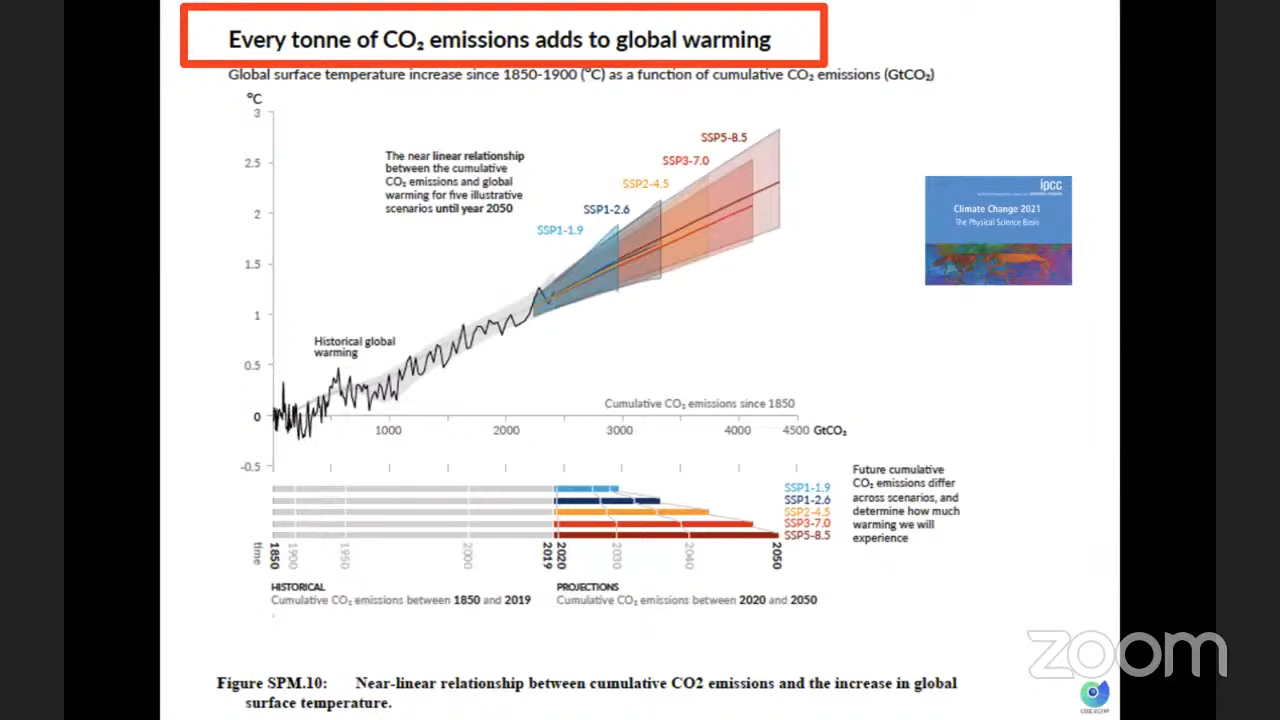 Every tonne of CO₂ emissions adds to global warming
Global surface temperature increase since 1850-1900 (°C) as a function of cumulative CO₂ emissions (GtCO₂)
°C
3
2.5
2
1.5
1
0.5
0
-0.5
The near linear relationship
between the cumulative
CO₂ emissions and global
warming for five illustrative
scenarios until year 2050
SSP5-8.5
SSP3-7.0
SSP2-4.5
SSP1-2.6
SSP1-1.9
ipcc
Climate Change 2021
The Physical Science Basis
Historical global
warming
Cumulative CO₂ emissions since 1850
1000 2000 3000 4000 4500 GtCO₂
SSP1-1.9
SSP1-2.6
SSP2-4.5
SSP3-7.0
SSP5-8.5
Future cumulative
CO₂ emissions differ
across scenarios, and
determine how much
warming we will
experience
time 1850 1900 1950 2000 2019 2020 2030 2040 2050
HISTORICAL
Cumulative CO₂ emissions between 1850 and 2019
PROJECTIONS
Cumulative CO₂ emissions between 2020 and 2050
zoom
Figure SPM.10: Near-linear relationship between cumulative CO2 emissions and the increase in global
surface temperature.